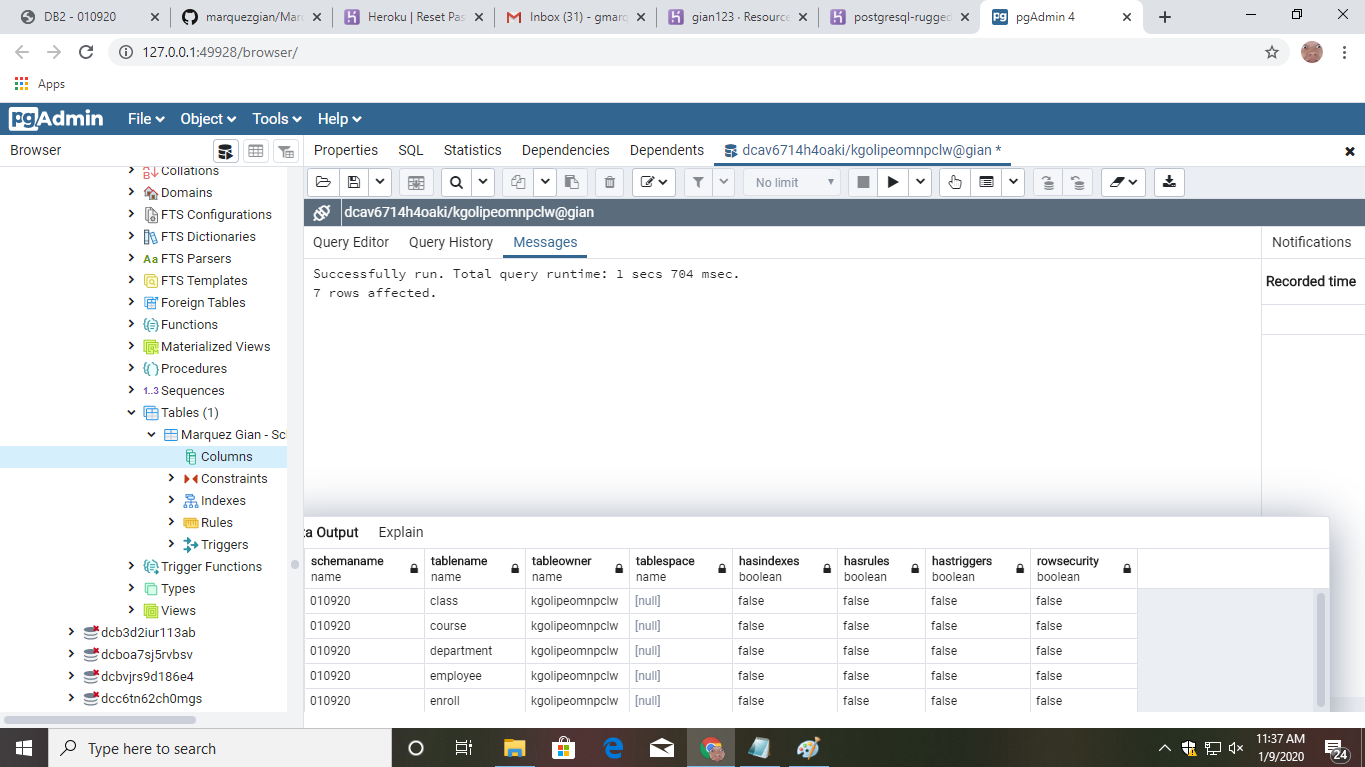 DB2 - 010920
marquezgian/Mar
Heroku | Reset Pas
Inbox (31) - gmarq
gian123 · Resource
postgresql-rugged
pgAdmin 4
127.0.0.1:49928/browser/
Apps
pgAdmin File Object Tools Help
Browser
Properties SQL Statistics Dependencies Dependents dcav6714h4oaki/kgolipeomnpclw@gian *
Collations
Domains
FTS Configurations
FTS Dictionaries
Aa FTS Parsers
FTS Templates
Foreign Tables
Functions
Materialized Views
Procedures
1..3 Sequences
Tables (1)
Marquez Gian - Sc
Columns
Constraints
Indexes
Rules
Triggers
Trigger Functions
Types
Views
dcb3d2iur113ab
dcboa7sj5rvbsv
dcbvjrs9d186e4
dcc6tn62ch0mgs
No limit
dcav6714h4oaki/kgolipeomnpclw@gian
Query Editor Query History Messages
Notifications
Recorded time
Successfully run. Total query runtime: 1 secs 704 msec.
7 rows affected.
ta Output Explain
schemaname tablename tableowner tablespace hasindexes hasrules hastriggers rowsecurity
name name name name boolean boolean boolean boolean
010920 class kgolipeomnpclw [null] false false false false
010920 course kgolipeomnpclw [null] false false false false
010920 department kgolipeomnpclw [null] false false false false
010920 employee kgolipeomnpclw [null] false false false false
010920 enroll kgolipeomnpclw [null] false false false false
Type here to search
11:37 AM
1/9/2020
24